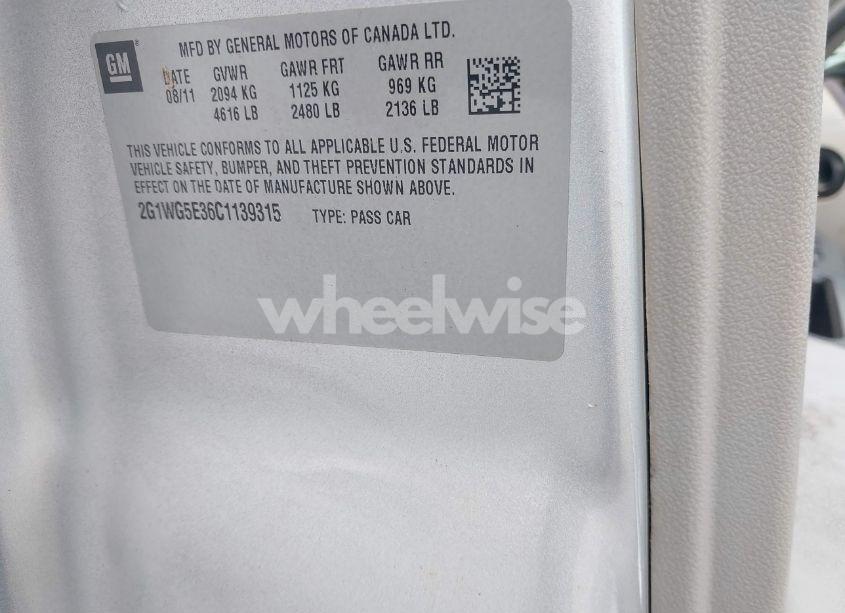 GM
MFD BY GENERAL MOTORS OF CANADA LTD.
DATE GVWR GAWR FRT GAWR RR
08/11 2094 KG 1125 KG 969 KG
4616 LB 2480 LB 2136 LB
THIS VEHICLE CONFORMS TO ALL APPLICABLE U.S. FEDERAL MOTOR
VEHICLE SAFETY, BUMPER, AND THEFT PREVENTION STANDARDS IN
EFFECT ON THE DATE OF MANUFACTURE SHOWN ABOVE.
2G1WG5E36C1139315 TYPE: PASS CAR
wheelwise